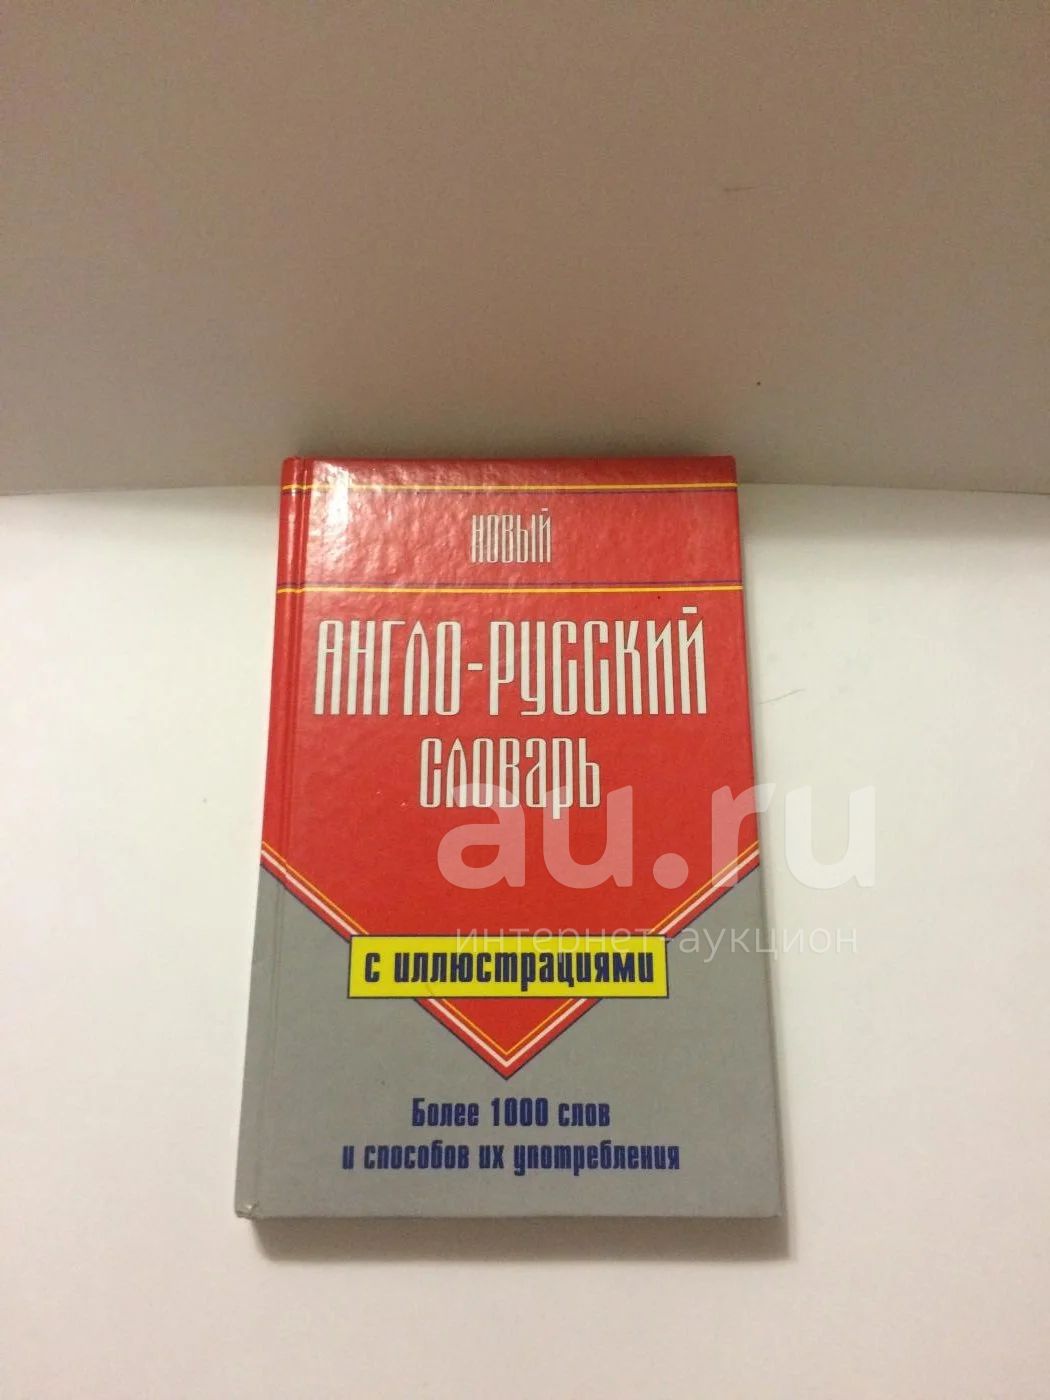 НОВЫЙ
АНГЛО-РУССКИЙ
СЛОВАРЬ
au.ru
интернет-аукцион
С ИЛЛЮСТРАЦИЯМИ
Более 1000 слов
и способов их употребления